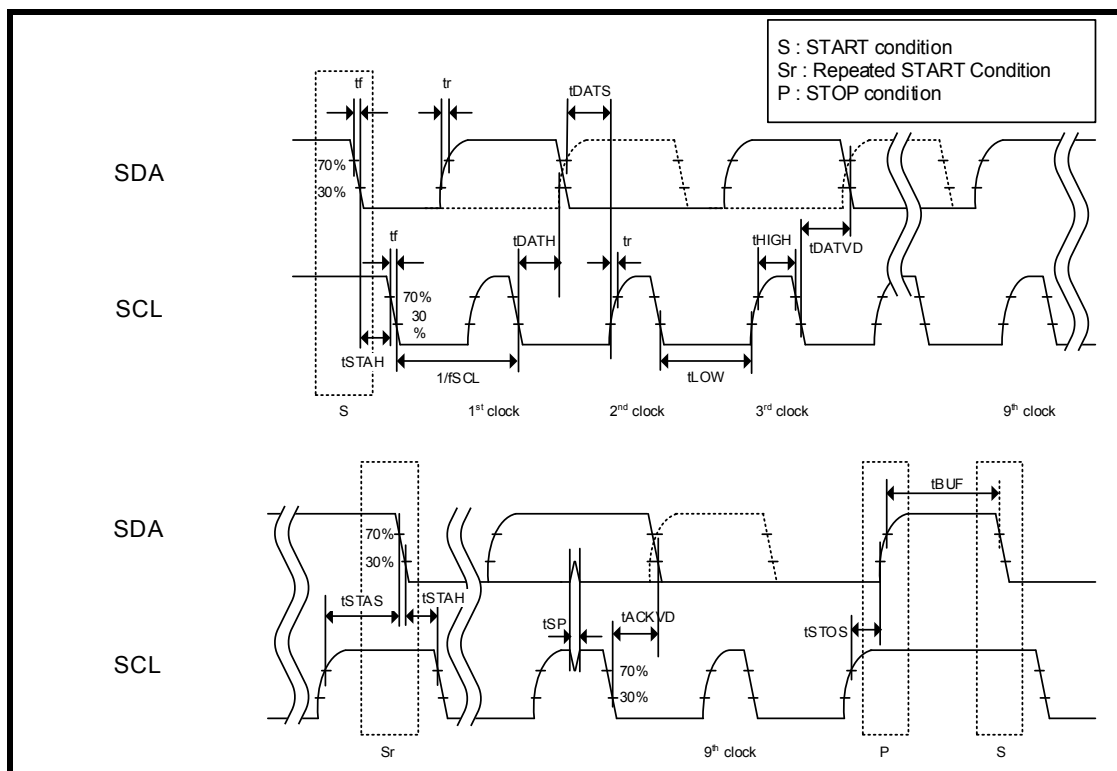 S : START condition
Sr : Repeated START Condition
P : STOP condition
tf
tr
tDATS
SDA
70%
30%
tf
tDATH
tr
tHIGH
tDATVD
SCL
70%
30
%
tSTAH
1/fSCL
tLOW
S
1st clock
2nd clock
3rd clock
9th clock
tBUF
SDA
70%
30%
tSTAS
tSTAH
tSP
tACKVD
tSTOS
SCL
70%
30%
Sr
9th clock
P
S